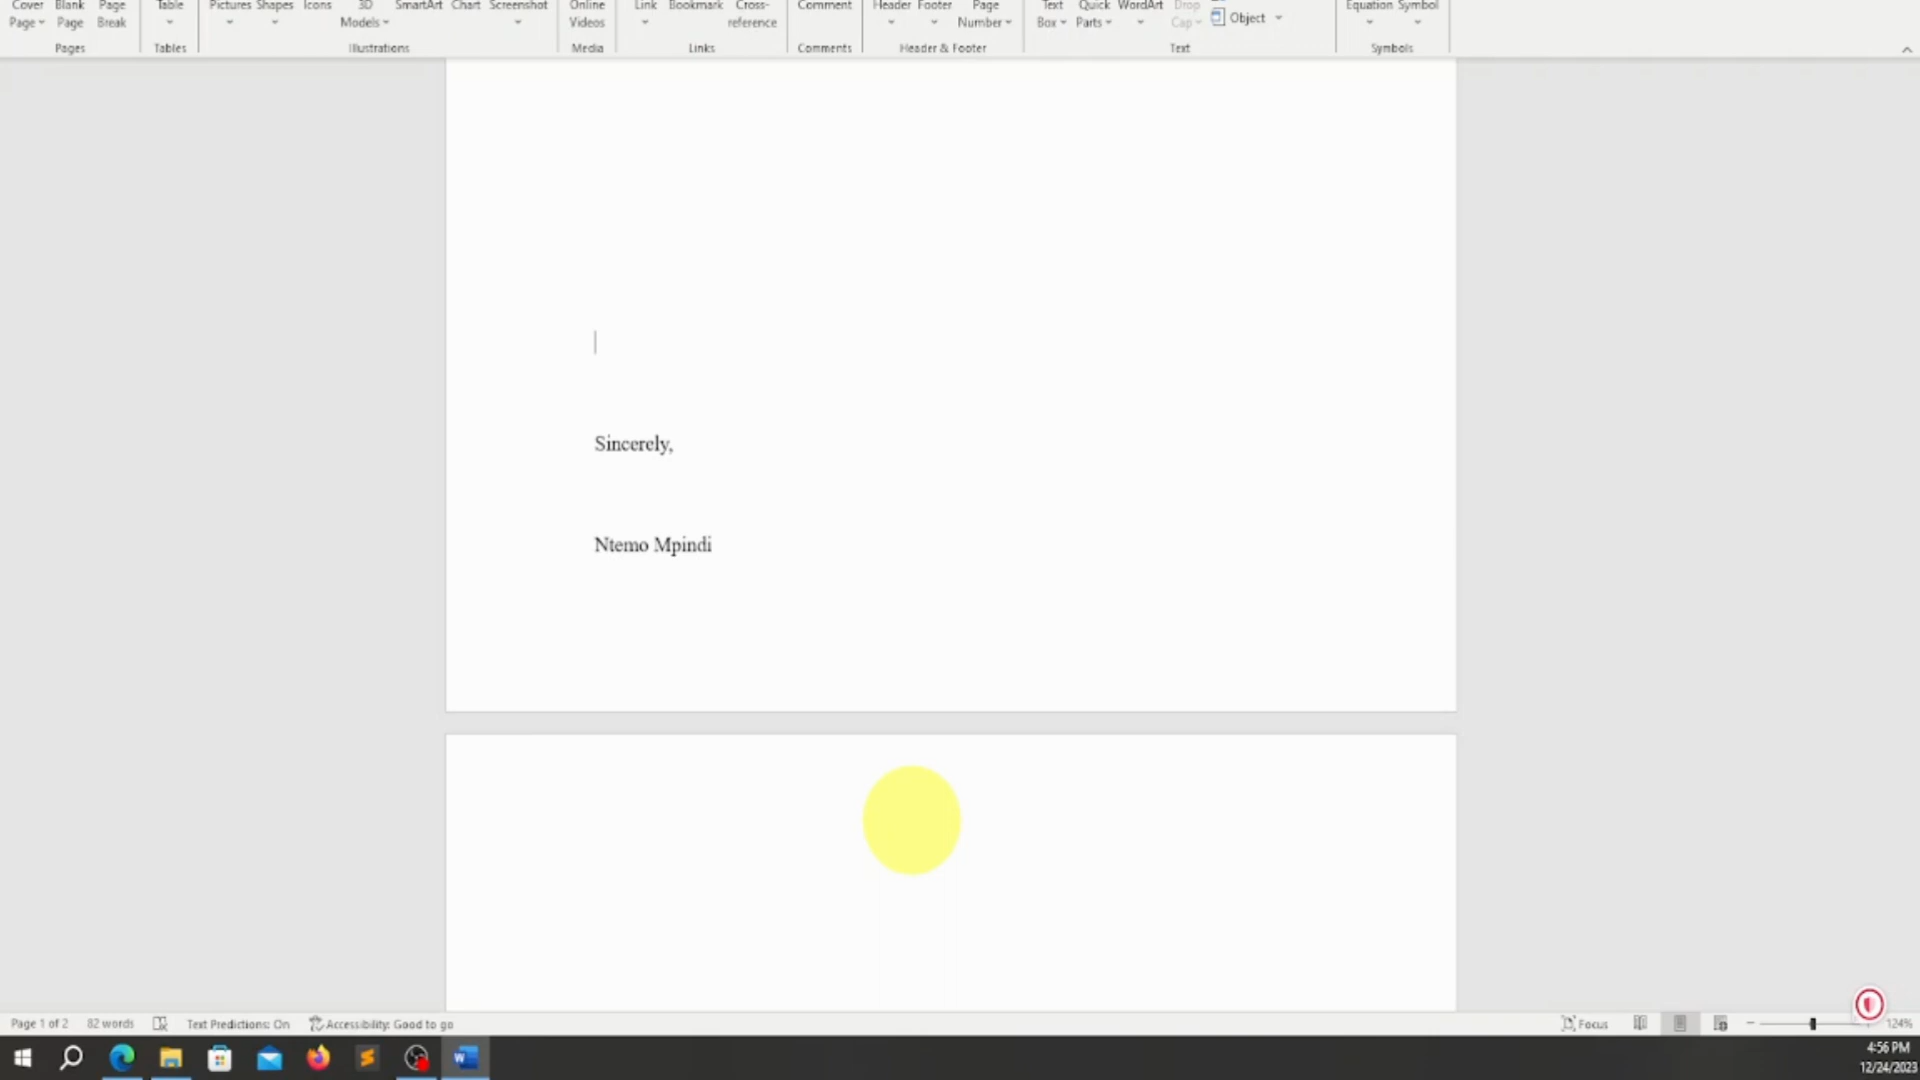 Cover Blank Page Table Pictures Shapes Icons 3D SmartArt Chart Screenshot Online Link Bookmark Cross- Comment Header Footer Page Text Quick WordArt Drop Equation Symbol
Page Page Break Models Videos reference Number Box Parts Cap Object
Pages Tables Illustrations Media Links Comments Header & Footer Text Symbols
Sincerely,
Ntemo Mpindi
Page 1 of 2 82 words Text Predictions: On Accessibility: Good to go Focus 124%
4:56 PM
12/24/2023